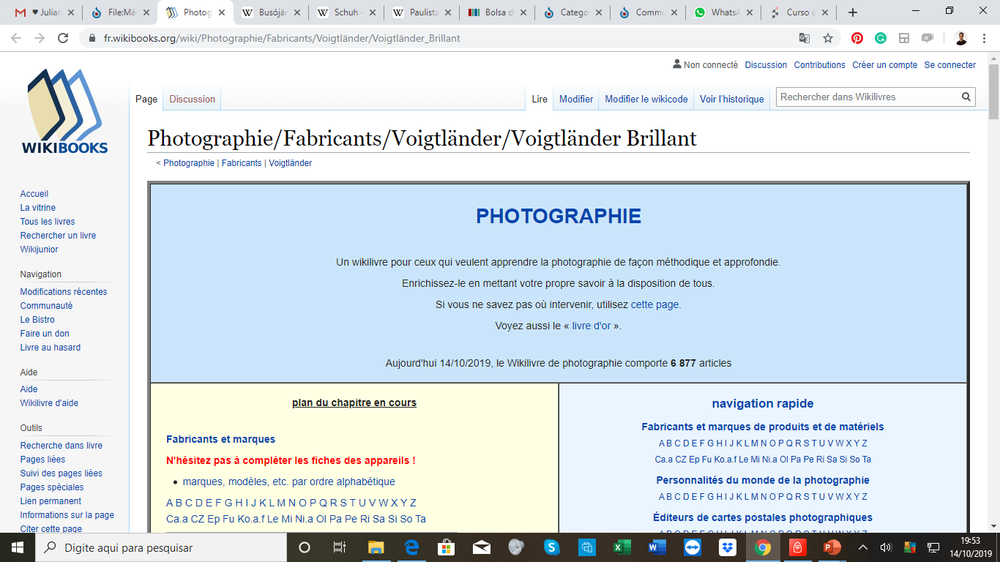 ♥ Julian
File:Mác
Photog
Busójár
Schuh -
Paulista
Bolsa d
Catego
Commo
WhatsA
Curso d
fr.wikibooks.org/wiki/Photographie/Fabricants/Voigtländer/Voigtländer_Brillant
Non connecté Discussion Contributions Créer un compte Se connecter
Page Discussion Lire Modifier Modifier le wikicode Voir l'historique Rechercher dans Wikilivres
WIKIBOOKS
Photographie/Fabricants/Voigtländer/Voigtländer Brillant
< Photographie | Fabricants | Voigtländer
Accueil
La vitrine
Tous les livres
Rechercher un livre
Wikijunior
Navigation
Modifications récentes
Communauté
Le Bistro
Faire un don
Livre au hasard
Aide
Aide
Wikilivre d'aide
Outils
Recherche dans livre
Pages liées
Suivi des pages liées
Pages spéciales
Lien permanent
Informations sur la page
Citer cette page
PHOTOGRAPHIE
Un wikilivre pour ceux qui veulent apprendre la photographie de façon méthodique et approfondie.
Enrichissez-le en mettant votre propre savoir à la disposition de tous.
Si vous ne savez pas où intervenir, utilisez cette page.
Voyez aussi le « livre d'or ».
Aujourd'hui 14/10/2019, le Wikilivre de photographie comporte 6 877 articles
plan du chapitre en cours
Fabricants et marques
N'hésitez pas à compléter les fiches des appareils !
• marques, modèles, etc. par ordre alphabétique
A B C D E F G H I J K L M N O P Q R S T U V W X Y Z
Ca.a CZ Ep Fu Ko.a.f Le Mi Ni.a Ol Pa Pe Ri Sa Si So Ta
navigation rapide
Fabricants et marques de produits et de matériels
A B C D E F G H I J K L M N O P Q R S T U V W X Y Z
Ca.a CZ Ep Fu Ko.a.f Le Mi Ni.a Ol Pa Pe Ri Sa Si So Ta
Personnalités du monde de la photographie
A B C D E F G H I J K L M N O P Q R S T U V W X Y Z
Éditeurs de cartes postales photographiques
A B C D E F G H I J K L M N O P Q R S T U V W X Y Z
Digite aqui para pesquisar
19:53
14/10/2019